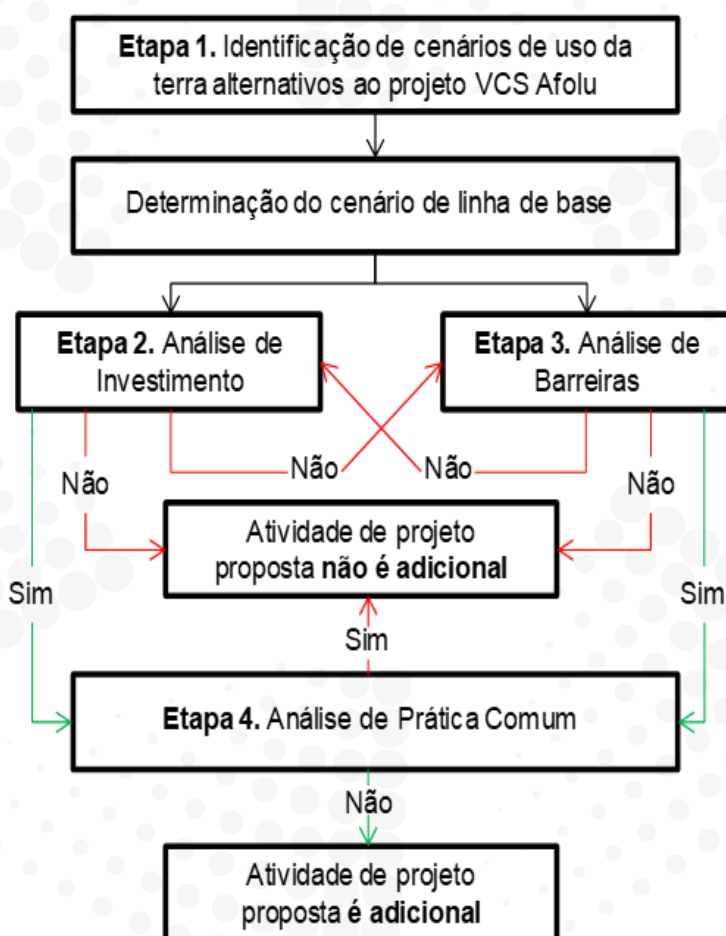 Etapa 1. Identificação de cenários de uso da
terra alternativos ao projeto VCS Afolu
Determinação do cenário de linha de base
Etapa 2. Análise de
Investimento
Etapa 3. Análise de
Barreiras
Não
Não
Não
Não
Atividade de projeto
proposta não é adicional
Sim
Sim
Sim
Etapa 4. Análise de Prática Comum
Não
Atividade de projeto
proposta é adicional